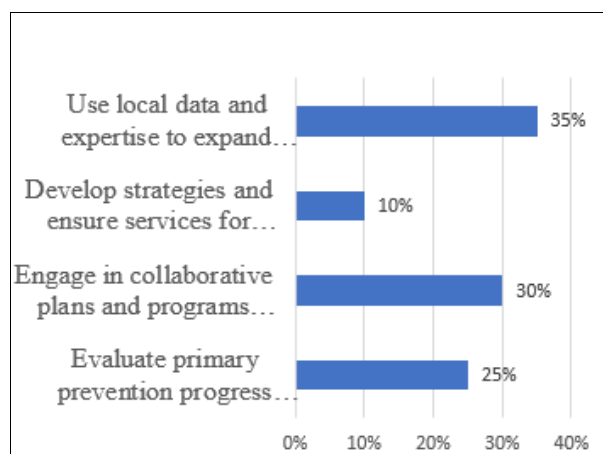 Use local data and
expertise to expand…
35%
Develop strategies and
ensure services for…
10%
Engage in collaborative
plans and programs…
30%
Evaluate primary
prevention progress…
25%
0% 10% 20% 30% 40%